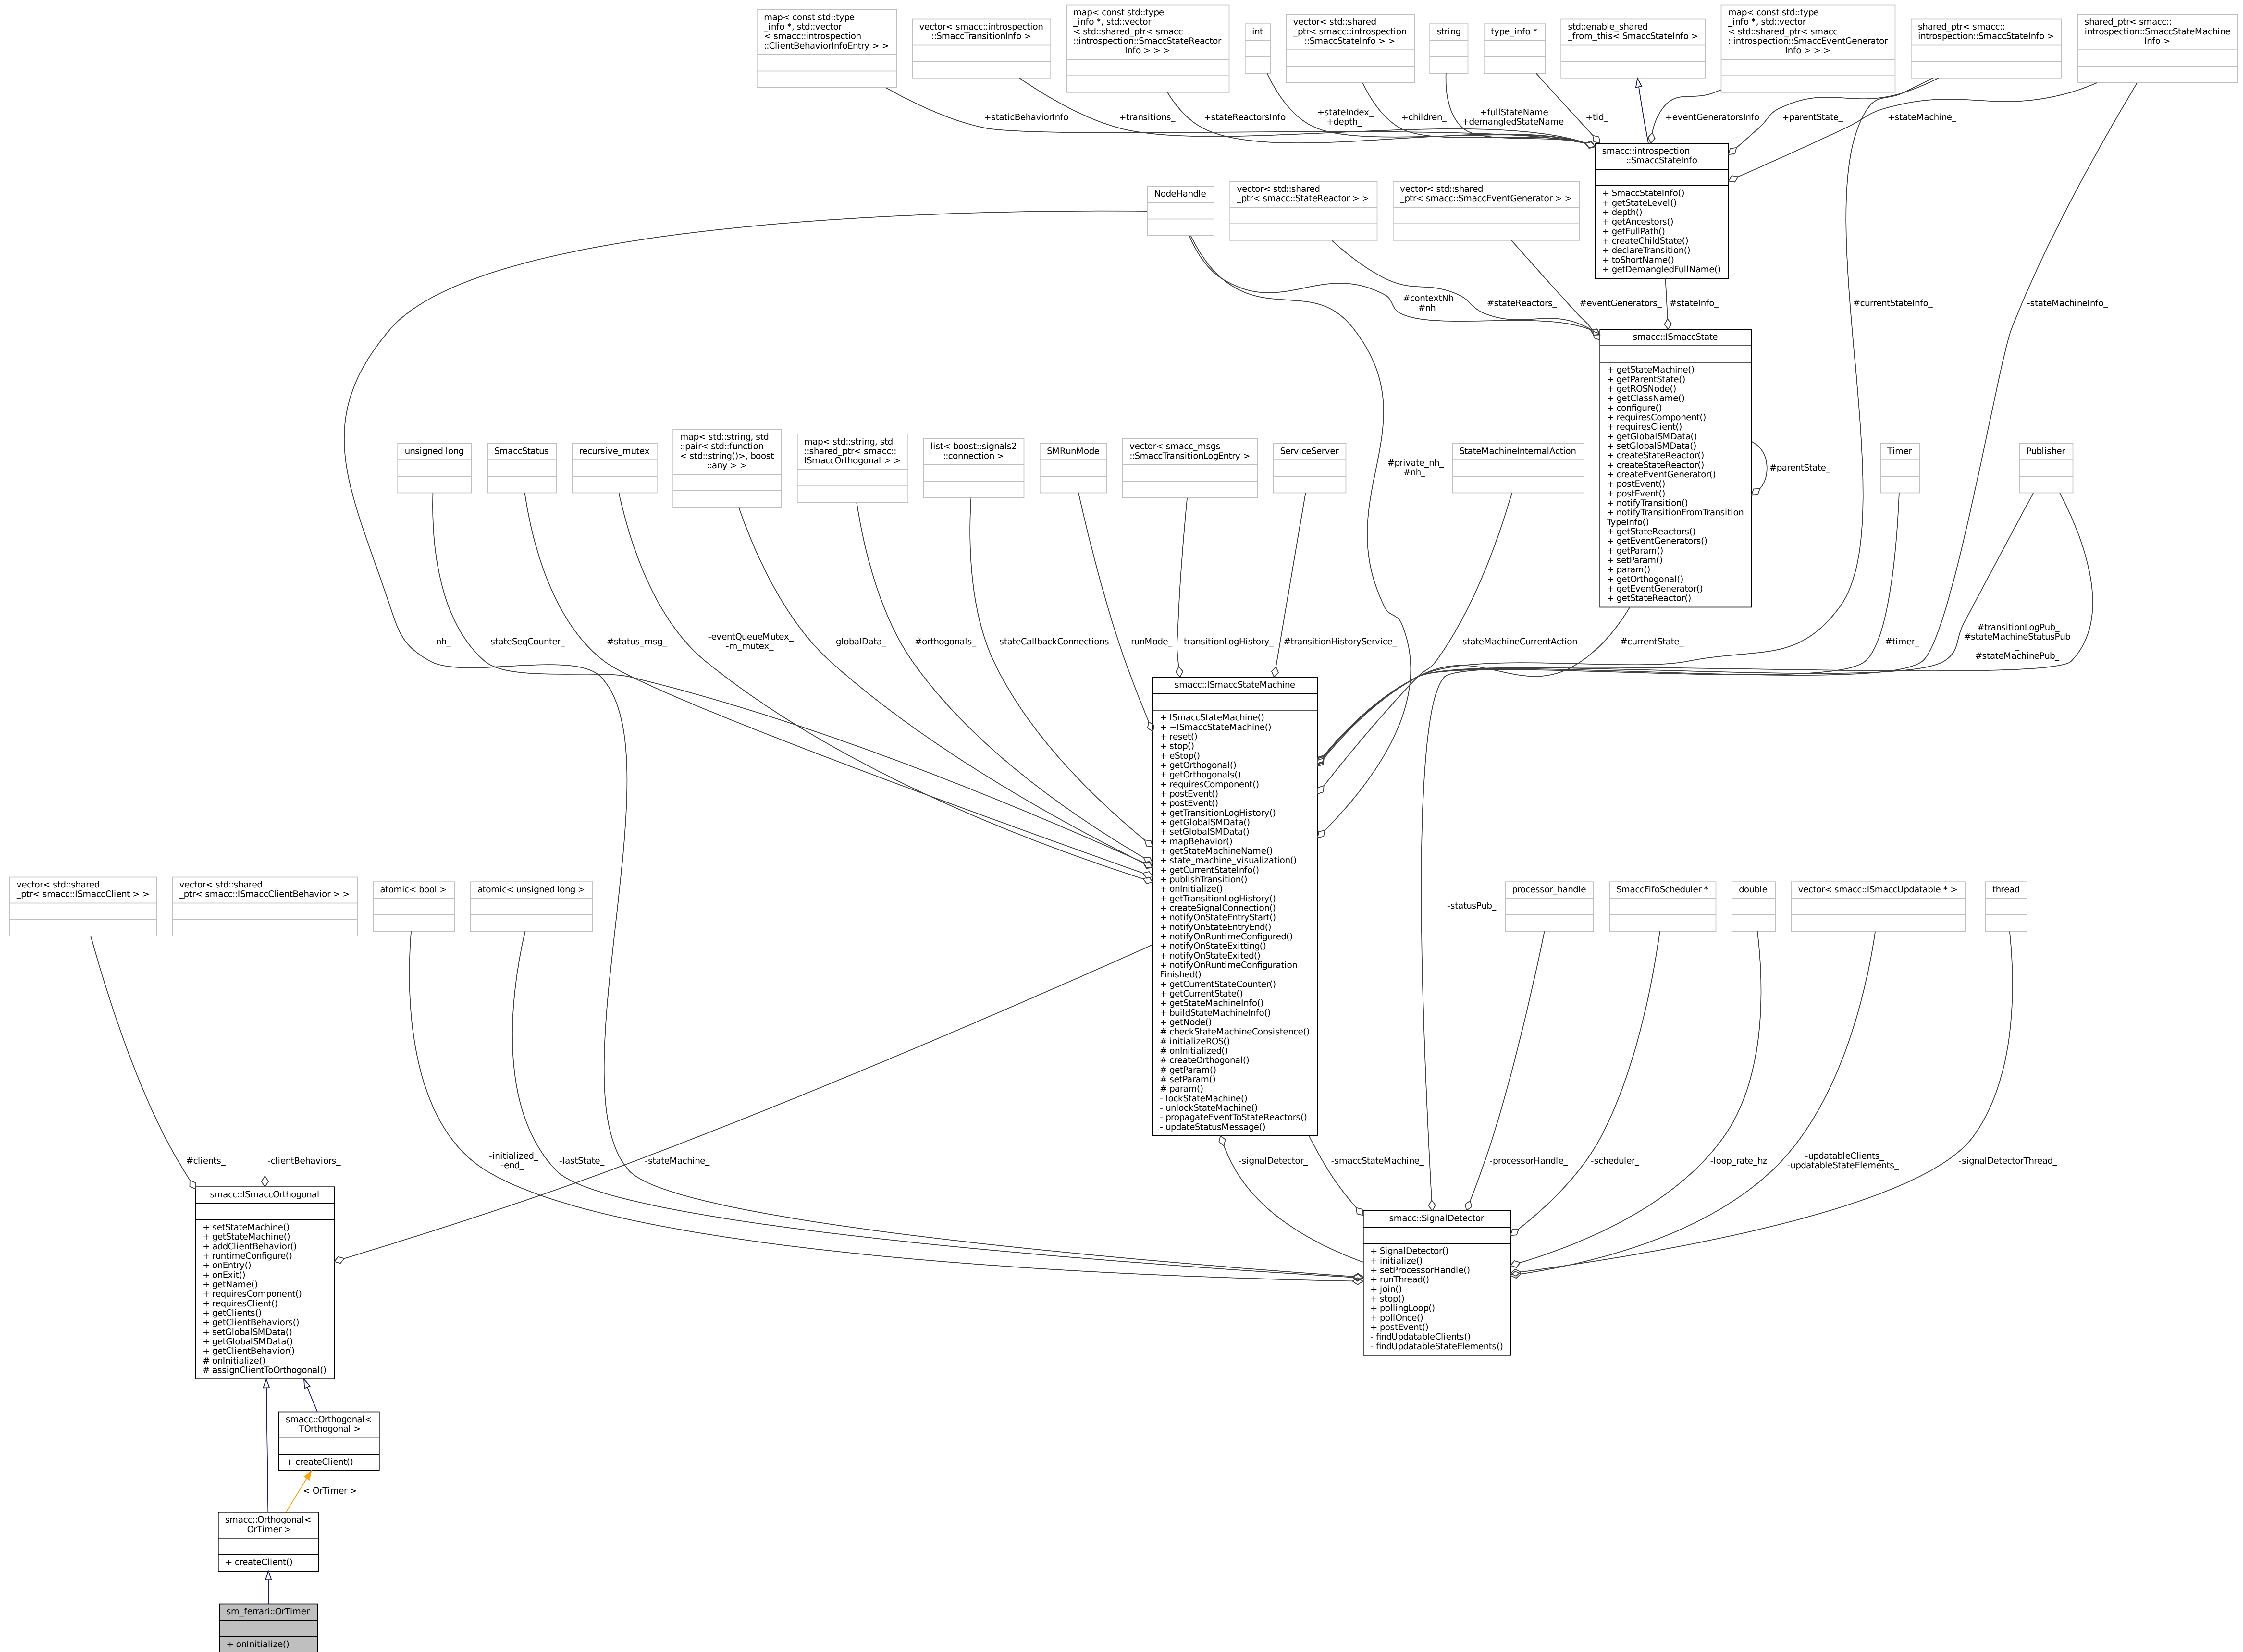 map< const std::type
_info *, std::vector
< smacc::introspection
::ClientBehaviorInfoEntry > >
vector< smacc::introspection
::SmaccTransitionInfo >
map< const std::type
_info *, std::vector
< std::shared_ptr< smacc
::introspection::SmaccStateReactor
Info > > >
int
vector< std::shared
_ptr< smacc::introspection
::SmaccStateInfo > >
string
type_info *
std::enable_shared
_from_this< SmaccStateInfo >
map< const std::type
_info *, std::vector
< std::shared_ptr< smacc
::introspection::SmaccEventGenerator
Info > > >
shared_ptr< smacc::
introspection::SmaccStateInfo >
shared_ptr< smacc::
introspection::SmaccStateMachine
Info >
+staticBehaviorInfo
+transitions_
+stateReactorsInfo
+stateIndex_
+depth_
+children_
+fullStateName
+demangledStateName
+tid_
+eventGeneratorsInfo
+parentState_
+stateMachine_
smacc::introspection
::SmaccStateInfo
+ SmaccStateInfo()
+ getStateLevel()
+ depth()
+ getAncestors()
+ getFullPath()
+ createChildState()
+ declareTransition()
+ toShortName()
+ getDemangledFullName()
NodeHandle
vector< std::shared
_ptr< smacc::StateReactor > >
vector< std::shared
_ptr< smacc::SmaccEventGenerator > >
#contextNh
#nh
#stateReactors_
#eventGenerators_
#stateInfo_
#currentStateInfo_
-stateMachineInfo_
smacc::ISmaccState
+ getStateMachine()
+ getParentState()
+ getROSNode()
+ getClassName()
+ configure()
+ requiresComponent()
+ requiresClient()
+ getGlobalSMData()
+ setGlobalSMData()
+ createStateReactor()
+ createStateReactor()
+ createEventGenerator()
+ postEvent()
+ postEvent()
+ notifyTransition()
+ notifyTransitionFromTransition
TypeInfo()
+ getStateReactors()
+ getEventGenerators()
+ getParam()
+ setParam()
+ param()
+ getOrthogonal()
+ getEventGenerator()
+ getStateReactor()
#parentState_
unsigned long
SmaccStatus
recursive_mutex
map< std::string, std
::pair< std::function
< std::string()>, boost
::any > >
map< std::string, std
::shared_ptr< smacc::
ISmaccOrthogonal > >
list< boost::signals2
::connection >
SMRunMode
vector< smacc_msgs
::SmaccTransitionLogEntry >
ServiceServer
#private_nh_
#nh_
StateMachineInternalAction
Timer
Publisher
-nh_
-stateSeqCounter_
#status_msg_
-eventQueueMutex_
-m_mutex_
-globalData_
#orthogonals_
-stateCallbackConnections
-runMode_
-transitionLogHistory_
#transitionHistoryService_
-stateMachineCurrentAction
#currentState_
#timer_
#transitionLogPub_
#stateMachineStatusPub
_
#stateMachinePub_
smacc::ISmaccStateMachine
+ ISmaccStateMachine()
+ ~ISmaccStateMachine()
+ reset()
+ stop()
+ eStop()
+ getOrthogonal()
+ getOrthogonals()
+ requiresComponent()
+ postEvent()
+ postEvent()
+ getTransitionLogHistory()
+ getGlobalSMData()
+ setGlobalSMData()
+ mapBehavior()
+ getStateMachineName()
+ state_machine_visualization()
+ getCurrentStateInfo()
+ publishTransition()
+ onInitialize()
+ getTransitionLogHistory()
+ createSignalConnection()
+ notifyOnStateEntryStart()
+ notifyOnStateEntryEnd()
+ notifyOnRuntimeConfigured()
+ notifyOnStateExitting()
+ notifyOnStateExited()
+ notifyOnRuntimeConfiguration
Finished()
+ getCurrentStateCounter()
+ getCurrentState()
+ getStateMachineInfo()
+ buildStateMachineInfo()
+ getNode()
# checkStateMachineConsistence()
# initializeROS()
# onInitialized()
# createOrthogonal()
# getParam()
# setParam()
# param()
- lockStateMachine()
- unlockStateMachine()
- propagateEventToStateReactors()
- updateStatusMessage()
vector< std::shared
_ptr< smacc::ISmaccClient > >
vector< std::shared
_ptr< smacc::ISmaccClientBehavior > >
atomic< bool >
atomic< unsigned long >
-statusPub_
processor_handle
SmaccFifoScheduler *
double
vector< smacc::ISmaccUpdatable * >
thread
#clients_
-clientBehaviors_
-initialized_
-end_
-lastState_
-stateMachine_
-signalDetector_
-smaccStateMachine_
-processorHandle_
-scheduler_
-loop_rate_hz
-updatableClients_
-updatableStateElements_
-signalDetectorThread_
smacc::ISmaccOrthogonal
+ setStateMachine()
+ getStateMachine()
+ addClientBehavior()
+ runtimeConfigure()
+ onEntry()
+ onExit()
+ getName()
+ requiresComponent()
+ requiresClient()
+ getClients()
+ getClientBehaviors()
+ setGlobalSMData()
+ getGlobalSMData()
+ getClientBehavior()
# onInitialize()
# assignClientToOrthogonal()
smacc::SignalDetector
+ SignalDetector()
+ initialize()
+ setProcessorHandle()
+ runThread()
+ join()
+ stop()
+ pollingLoop()
+ pollOnce()
+ postEvent()
- findUpdatableClients()
- findUpdatableStateElements()
smacc::Orthogonal<
TOrthogonal >
+ createClient()
< OrTimer >
smacc::Orthogonal<
OrTimer >
+ createClient()
sm_ferrari::OrTimer
+ onInitialize()